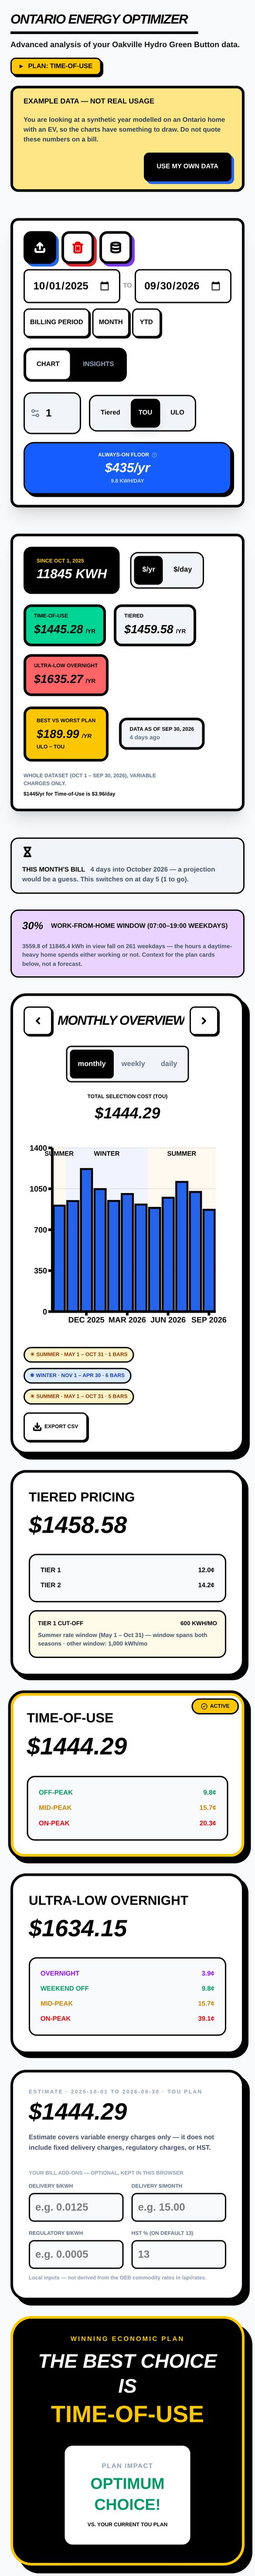 ONTARIO ENERGY OPTIMIZER
Advanced analysis of your Oakville Hydro Green Button data.
► PLAN: TIME-OF-USE
EXAMPLE DATA — NOT REAL USAGE
You are looking at a synthetic year modelled on an Ontario home
with an EV, so the charts have something to draw. Do not quote
these numbers on a bill.
USE MY OWN DATA
10/01/2025 TO 09/30/2026
BILLING PERIOD MONTH YTD
CHART INSIGHTS
1 Tiered TOU ULO
ALWAYS-ON FLOOR
$435/yr
9.8 KWH/DAY
SINCE OCT 1, 2025
11845 KWH
$/yr $/day
TIME-OF-USE
$1445.28 /YR
TIERED
$1459.58 /YR
ULTRA-LOW OVERNIGHT
$1635.27 /YR
BEST VS WORST PLAN
$189.99 /YR
ULO − TOU
DATA AS OF SEP 30, 2026
4 days ago
WHOLE DATASET (OCT 1 – SEP 30, 2026), VARIABLE
CHARGES ONLY.
$1445/yr for Time-of-Use is $3.96/day
THIS MONTH'S BILL 4 days into October 2026 — a projection
would be a guess. This switches on at day 5 (1 to go).
30% WORK-FROM-HOME WINDOW (07:00–19:00 WEEKDAYS)
3559.8 of 11845.4 kWh in view fall on 261 weekdays — the hours a daytime-
heavy home spends either working or not. Context for the plan cards
below, not a forecast.
MONTHLY OVERVIEW
monthly weekly daily
TOTAL SELECTION COST (TOU)
$1444.29
1400
SUMMER WINTER SUMMER
1050
700
350
0
DEC 2025 MAR 2026 JUN 2026 SEP 2026
☀ SUMMER · MAY 1 – OCT 31 · 1 BARS
❄ WINTER · NOV 1 – APR 30 · 6 BARS
☀ SUMMER · MAY 1 – OCT 31 · 5 BARS
EXPORT CSV
TIERED PRICING
$1458.58
TIER 1 12.0¢
TIER 2 14.2¢
TIER 1 CUT-OFF 600 KWH/MO
Summer rate window (May 1 – Oct 31) — window spans both
seasons · other window: 1,000 kWh/mo
ACTIVE
TIME-OF-USE
$1444.29
OFF-PEAK 9.8¢
MID-PEAK 15.7¢
ON-PEAK 20.3¢
ULTRA-LOW OVERNIGHT
$1634.15
OVERNIGHT 3.9¢
WEEKEND OFF 9.8¢
MID-PEAK 15.7¢
ON-PEAK 39.1¢
ESTIMATE · 2025-10-01 TO 2026-09-30 · TOU PLAN
$1444.29
Estimate covers variable energy charges only — it does not
include fixed delivery charges, regulatory charges, or HST.
YOUR BILL ADD-ONS — OPTIONAL, KEPT IN THIS BROWSER
DELIVERY $/KWH DELIVERY $/MONTH
e.g. 0.0125 e.g. 15.00
REGULATORY $/KWH HST % (ON DEFAULT 13)
e.g. 0.0005 13
Local inputs — not derived from the OEB commodity rates in /api/rates.
WINNING ECONOMIC PLAN
THE BEST CHOICE
IS
TIME-OF-USE
PLAN IMPACT
OPTIMUM
CHOICE!
VS. YOUR CURRENT TOU PLAN